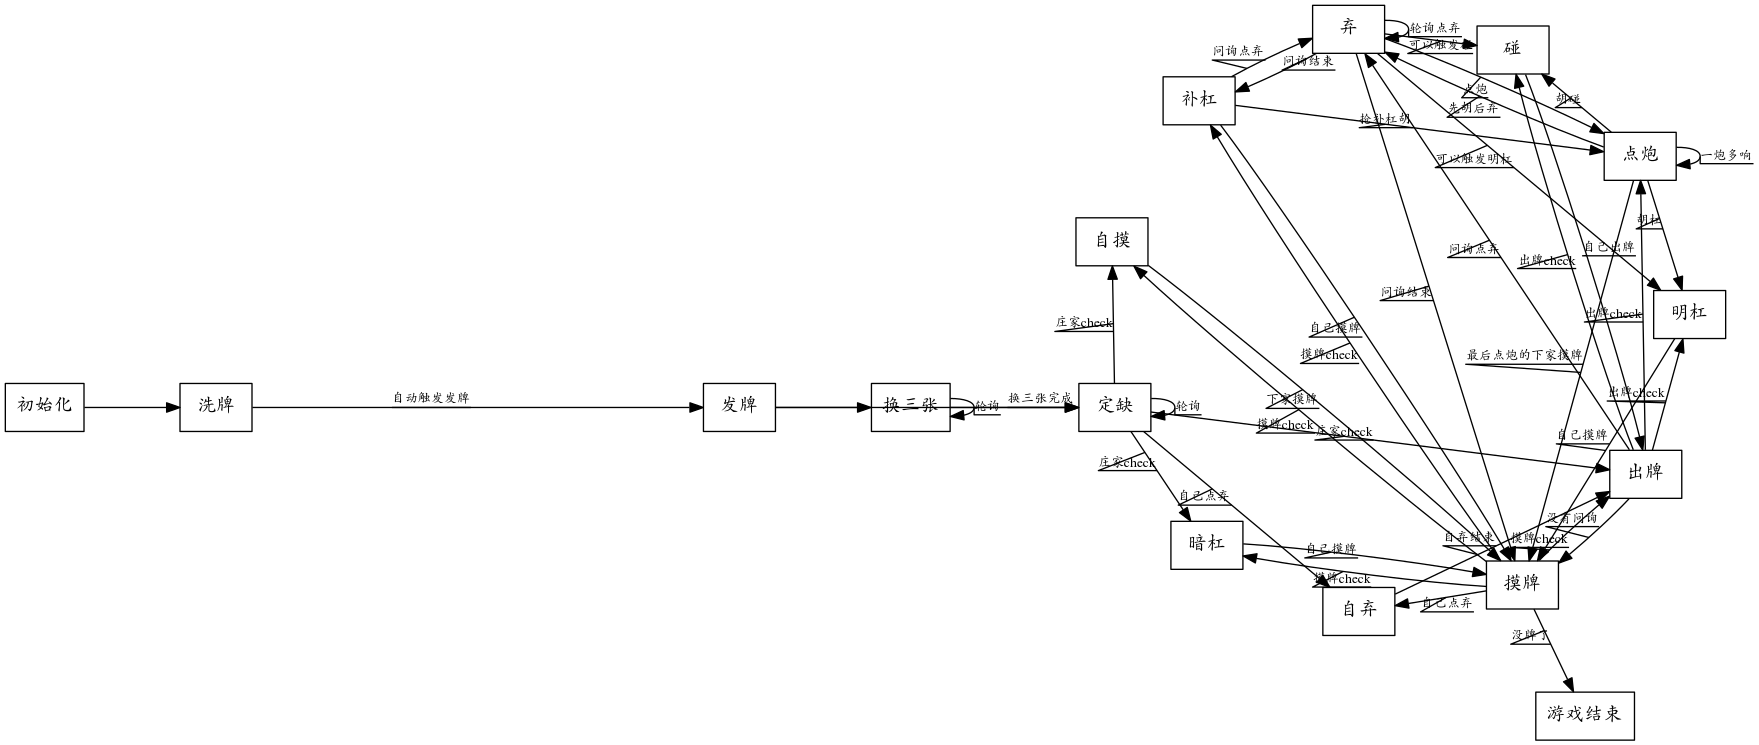 弃
轮询点弃
碰
可以触发碰
问询点弃
问询结束
补杠
点炮
胡碰
先胡后弃
抢补杠胡
点炮
一炮多响
可以触发明杠
自摸
胡杠
问询点弃
自己出牌
出牌check
问询结束
明杠
庄家check
自己摸牌
出牌check
摸牌check
最后点炮的下家摸牌
初始化
洗牌
自动触发发牌
发牌
换三张
轮询
换三张完成
定缺
轮询
下家摸牌
出牌check
摸牌check
庄家check
自己摸牌
庄家check
出牌
自己点弃
没有问询
暗杠
自己摸牌
自弃结束
摸牌check
摸牌check
摸牌
自弃
自己点弃
没牌了
游戏结束